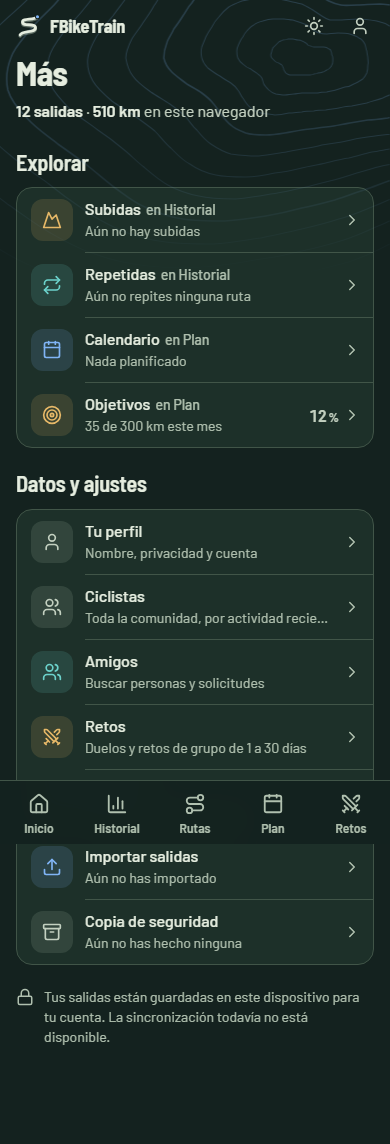 FBikeTrain
Más
12 salidas · 510 km en este navegador
Explorar
Subidas en Historial
Aún no hay subidas
Repetidas en Historial
Aún no repites ninguna ruta
Calendario en Plan
Nada planificado
Objetivos en Plan
35 de 300 km este mes
12 %
Datos y ajustes
Tu perfil
Nombre, privacidad y cuenta
Ciclistas
Toda la comunidad, por actividad recie...
Amigos
Buscar personas y solicitudes
Retos
Duelos y retos de grupo de 1 a 30 días
Inicio
Historial
Rutas
Plan
Retos
Importar salidas
Aún no has importado
Copia de seguridad
Aún no has hecho ninguna
Tus salidas están guardadas en este dispositivo para
tu cuenta. La sincronización todavía no está
disponible.